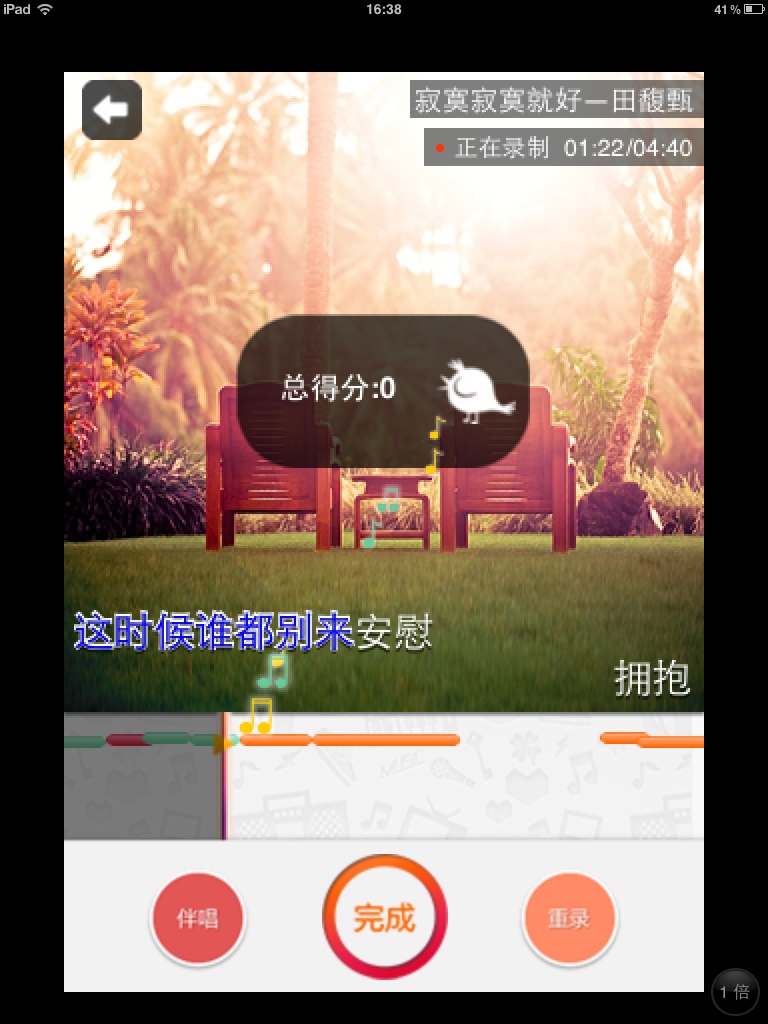 iPad 16:38 41%
寂寞寂寞就好—田馥甄
正在录制 01:22/04:40
总得分:0
这时候谁都别来安慰
拥抱
伴唱 完成 重录
1 倍